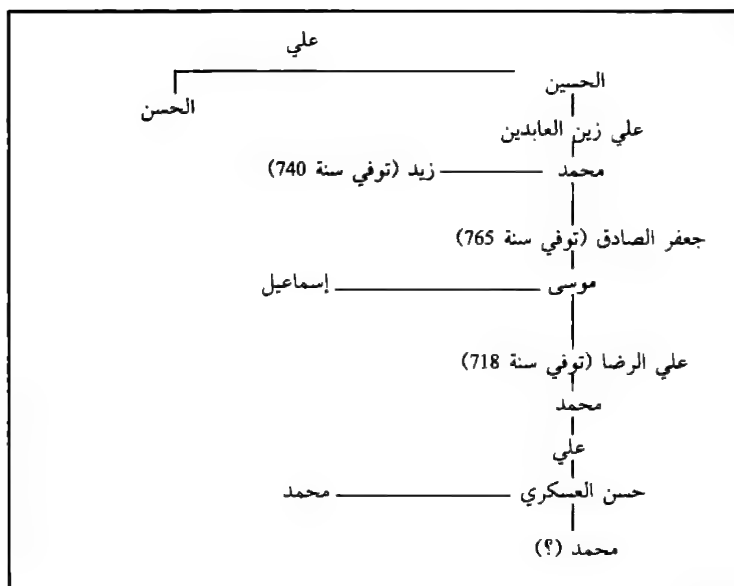 علي
الحسين
الحسن
علي زين العابدين
محمد زيد (توفي سنة 740)
جعفر الصادق (توفي سنة 765)
موسى إسماعيل
علي الرضا (توفي سنة 718)
محمد
علي
حسن العسكري محمد
محمد (؟)